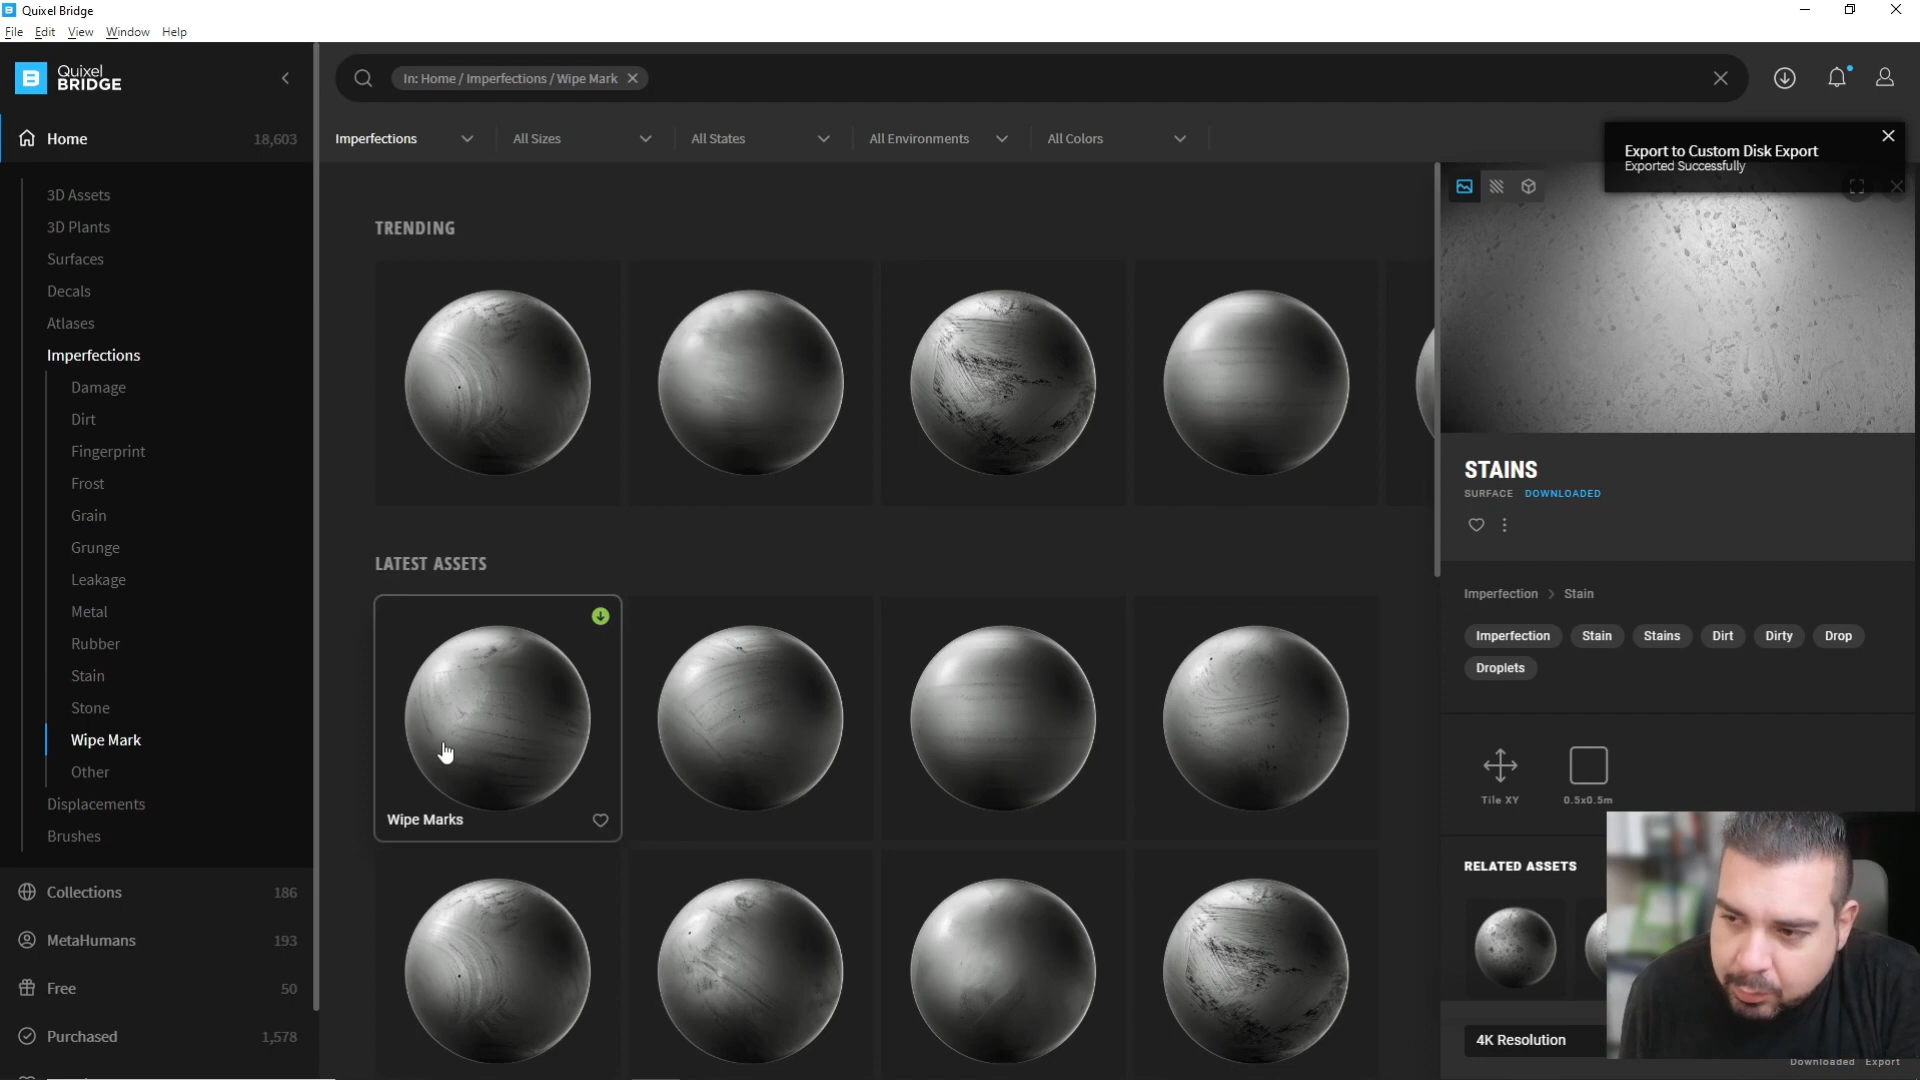 Quixel Bridge
File Edit View Window Help
Quixel
BRIDGE
In: Home / Imperfections / Wipe Mark
Home 18,603
Imperfections All Sizes All States All Environments All Colors
Export to Custom Disk Export
Exported Successfully
3D Assets
3D Plants
Surfaces
Decals
Atlases
Imperfections
Damage
Dirt
Fingerprint
Frost
Grain
Grunge
Leakage
Metal
Rubber
Stain
Stone
Wipe Mark
Other
Displacements
Brushes
Collections 186
MetaHumans 193
Free 50
Purchased 1,578
TRENDING
LATEST ASSETS
Wipe Marks
STAINS
SURFACE DOWNLOADED
Imperfection > Stain
Imperfection Stain Stains Dirt Dirty Drop
Droplets
Tile XY 0.5x0.5m
RELATED ASSETS
4K Resolution
Downloaded Export